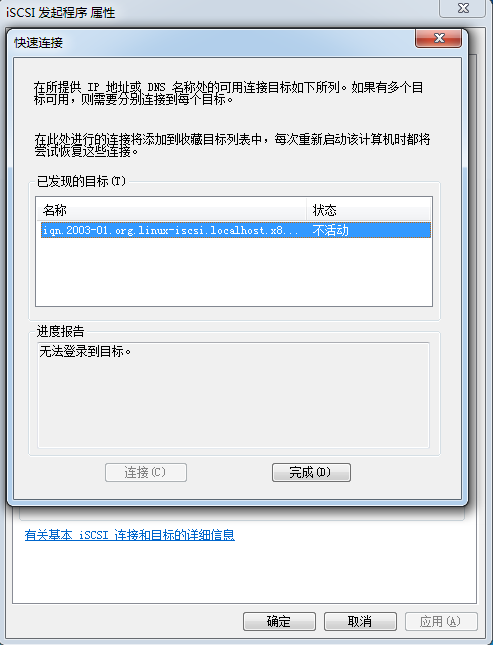 iSCSI 发起程序 属性
快速连接
在所提供 IP 地址或 DNS 名称处的可用连接目标如下所列。如果有多个目
标可用，则需要分别连接到每个目标。
在此处进行的连接将添加到收藏目标列表中，每次重新启动该计算机时都将
尝试恢复这些连接。
已发现的目标(T)
名称 状态
iqn.2003-01.org.linux-iscsi.localhost.x8... 不活动
进度报告
无法登录到目标。
连接(C) 完成(D)
有关基本 iSCSI 连接和目标的详细信息
确定 取消 应用(A)